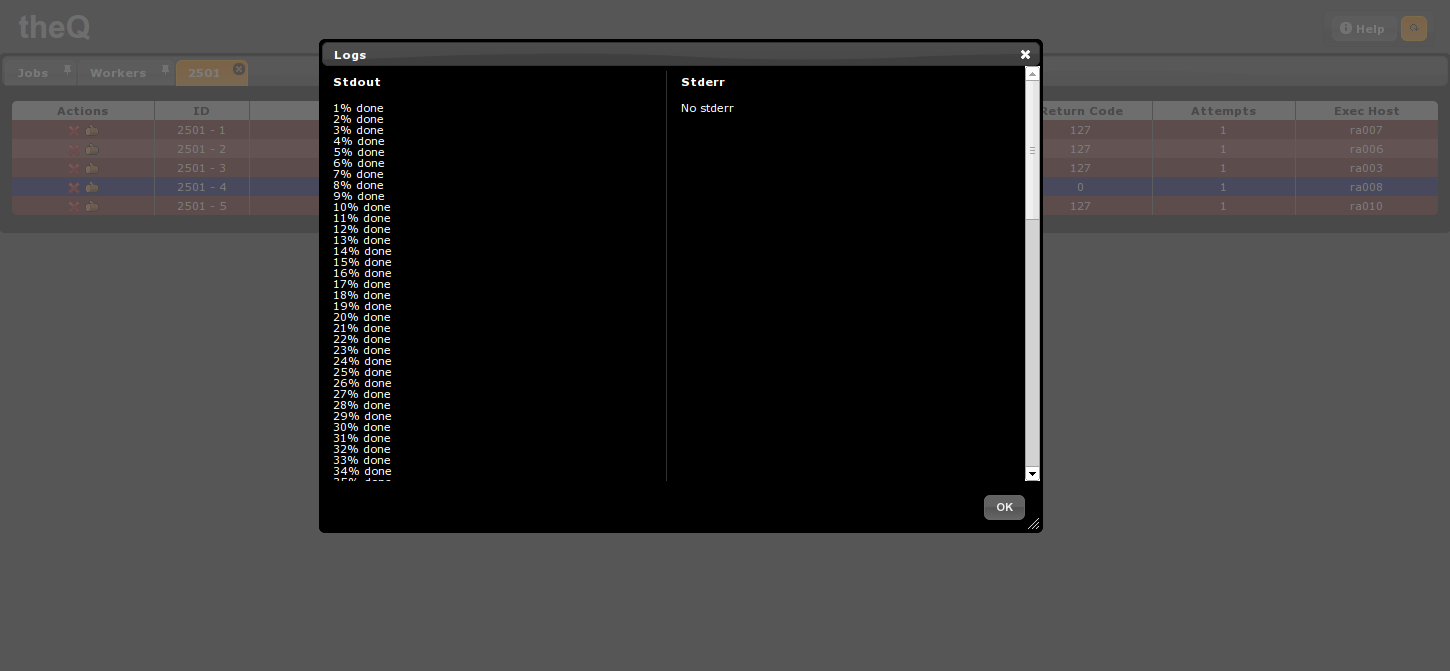 theQ
Help
Jobs
Workers
2501
Actions ID Return Code Attempts Exec Host
2501 - 1 127 1 ra007
2501 - 2 127 1 ra006
2501 - 3 127 1 ra003
2501 - 4 0 1 ra008
2501 - 5 127 1 ra010
Logs
Stdout
1% done
2% done
3% done
4% done
5% done
6% done
7% done
8% done
9% done
10% done
11% done
12% done
13% done
14% done
15% done
16% done
17% done
18% done
19% done
20% done
21% done
22% done
23% done
24% done
25% done
26% done
27% done
28% done
29% done
30% done
31% done
32% done
33% done
34% done
35% done
Stderr
No stderr
OK